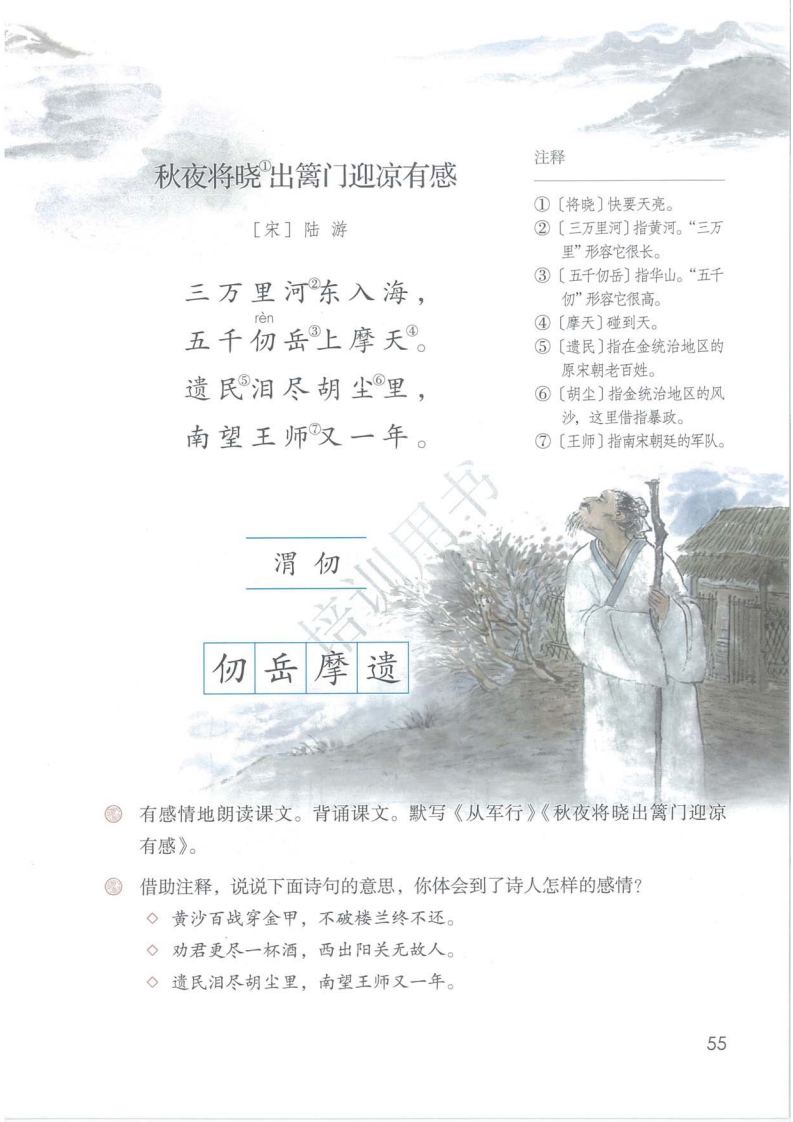 秋夜将晓①出篱门迎凉有感
[宋] 陆 游
三万里河②东入海，
rèn
五千仞岳③上摩天④。
遗民⑤泪尽胡尘⑥里，
南望王师⑦又一年。
注释
①〔将晓〕快要天亮。
②〔三万里河〕指黄河。“三万
里”形容它很长。
③〔五千仞岳〕指华山。“五千
仞”形容它很高。
④〔摩天〕碰到天。
⑤〔遗民〕指在金统治地区的
原宋朝老百姓。
⑥〔胡尘〕指金统治地区的风
沙，这里借指暴政。
⑦〔王师〕指南宋朝廷的军队。
培训用书
渭 仞
仞岳摩遗
有感情地朗读课文。背诵课文。默写《从军行》《秋夜将晓出篱门迎凉
有感》。
借助注释，说说下面诗句的意思，你体会到了诗人怎样的感情？
◇ 黄沙百战穿金甲，不破楼兰终不还。
◇ 劝君更尽一杯酒，西出阳关无故人。
◇ 遗民泪尽胡尘里，南望王师又一年。
55